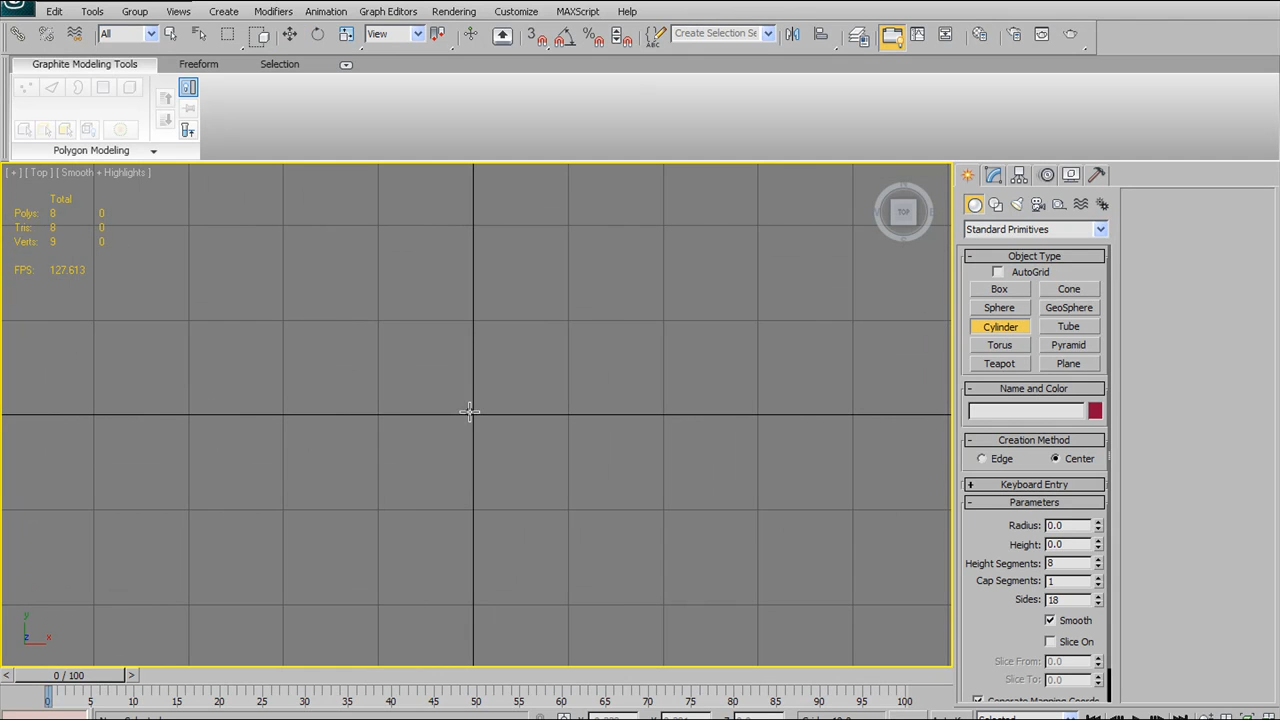 Edit Tools Group Views Create Modifiers Animation Graph Editors Rendering Customize MAXScript Help
All View Create Selection Se
Graphite Modeling Tools Freeform Selection
Polygon Modeling
[ + ] [ Top ] [ Smooth + Highlights ]
Total
Polys: 8 0
Tris: 8 0
Verts: 9 0
FPS: 127.613
TOP
Standard Primitives
- Object Type
AutoGrid
Box Cone
Sphere GeoSphere
Cylinder Tube
Torus Pyramid
Teapot Plane
- Name and Color
- Creation Method
Edge Center
+ Keyboard Entry
- Parameters
Radius: 0.0
Height: 0.0
Height Segments: 8
Cap Segments: 1
Sides: 18
Smooth
Slice On
Slice From: 0.0
Slice To: 0.0
Generate Mapping Coords
y
z x
< 0 / 100 >
0 5 10 15 20 25 30 35 40 45 50 55 60 65 70 75 80 85 90 95 100
Selected